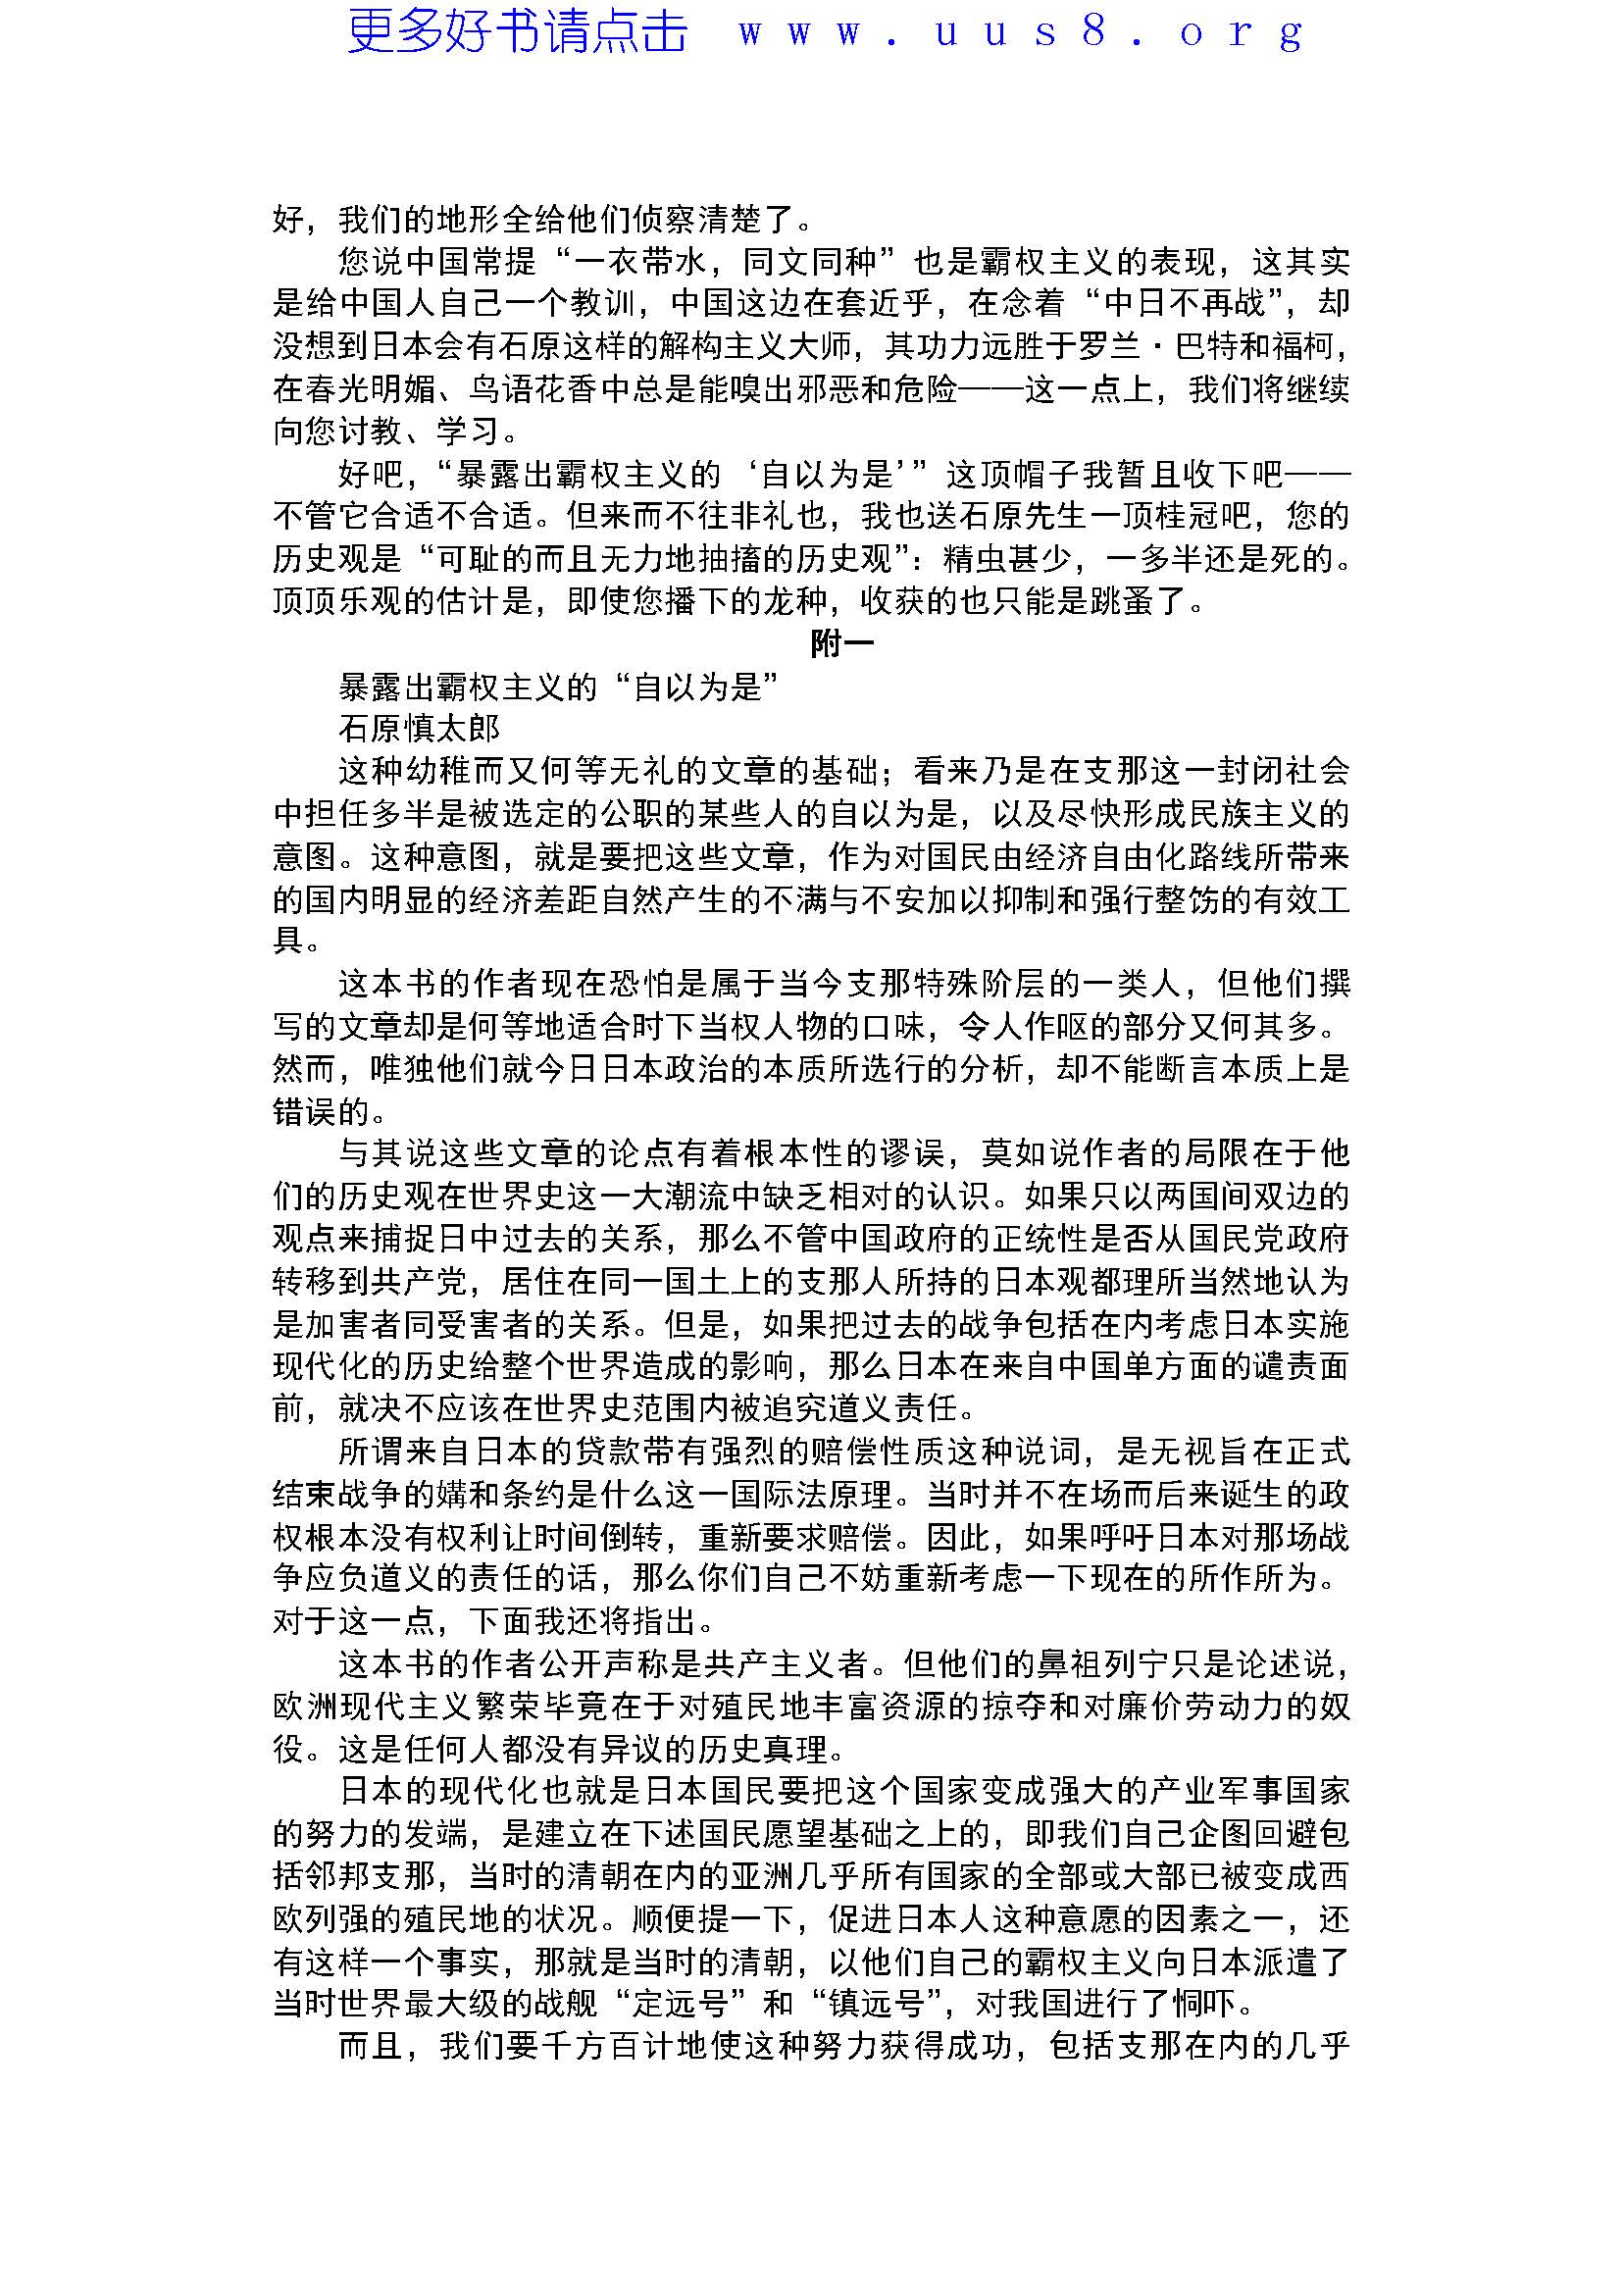 更多好书请点击 www.uus8.org
好，我们的地形全给他们侦察清楚了。
您说中国常提“一衣带水，同文同种”也是霸权主义的表现，这其实
是给中国人自己一个教训，中国这边在套近乎，在念着“中日不再战”，却
没想到日本会有石原这样的解构主义大师，其功力远胜于罗兰·巴特和福柯，
在春光明媚、鸟语花香中总是能嗅出邪恶和危险——这一点上，我们将继续
向您讨教、学习。
好吧，“暴露出霸权主义的‘自以为是’”这顶帽子我暂且收下吧——
不管它合适不合适。但来而不往非礼也，我也送石原先生一顶桂冠吧，您的
历史观是“可耻的而且无力地抽搐的历史观”：精虫甚少，一多半还是死的。
顶顶乐观的估计是，即使您播下的龙种，收获的也只能是跳蚤了。
附一
暴露出霸权主义的“自以为是”
石原慎太郎
这种幼稚而又何等无礼的文章的基础；看来乃是在支那这一封闭社会
中担任多半是被选定的公职的某些人的自以为是，以及尽快形成民族主义的
意图。这种意图，就是要把这些文章，作为对国民由经济自由化路线所带来
的国内明显的经济差距自然产生的不满与不安加以抑制和强行整饬的有效工
具。
这本书的作者现在恐怕是属于当今支那特殊阶层的一类人，但他们撰
写的文章却是何等地适合时下当权人物的口味，令人作呕的部分又何其多。
然而，唯独他们就今日日本政治的本质所选行的分析，却不能断言本质上是
错误的。
与其说这些文章的论点有着根本性的谬误，莫如说作者的局限在于他
们的历史观在世界史这一大潮流中缺乏相对的认识。如果只以两国间双边的
观点来捕捉日中过去的关系，那么不管中国政府的正统性是否从国民党政府
转移到共产党，居住在同一国土上的支那人所持的日本观都理所当然地认为
是加害者同受害者的关系。但是，如果把过去的战争包括在内考虑日本实施
现代化的历史给整个世界造成的影响，那么日本在来自中国单方面的谴责面
前，就决不应该在世界史范围内被追究道义责任。
所谓来自日本的贷款带有强烈的赔偿性质这种说词，是无视旨在正式
结束战争的媾和条约是什么这一国际法原理。当时并不在场而后来诞生的政
权根本没有权利让时间倒转，重新要求赔偿。因此，如果呼吁日本对那场战
争应负道义的责任的话，那么你们自己不妨重新考虑一下现在的所作所为。
对于这一点，下面我还将指出。
这本书的作者公开声称是共产主义者。但他们的鼻祖列宁只是论述说，
欧洲现代主义繁荣毕竟在于对殖民地丰富资源的掠夺和对廉价劳动力的奴
役。这是任何人都没有异议的历史真理。
日本的现代化也就是日本国民要把这个国家变成强大的产业军事国家
的努力的发端，是建立在下述国民愿望基础之上的，即我们自己企图回避包
括邻邦支那，当时的清朝在内的亚洲几乎所有国家的全部或大部已被变成西
欧列强的殖民地的状况。顺便提一下，促进日本人这种意愿的因素之一，还
有这样一个事实，那就是当时的清朝，以他们自己的霸权主义向日本派遣了
当时世界最大级的战舰“定远号”和“镇远号”，对我国进行了恫吓。
而且，我们要千方百计地使这种努力获得成功，包括支那在内的几乎